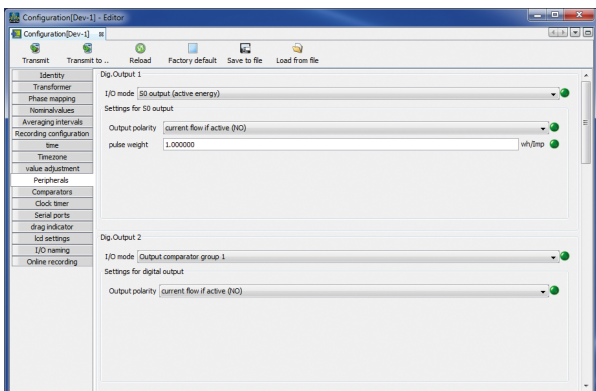 Configuration[Dev-1] - Editor
Configuration[Dev-1]
Transmit Transmit to .. Reload Factory default Save to file Load from file
Identity
Transformer
Phase mapping
Nominalvalues
Averaging intervals
Recording configuration
time
Timezone
value adjustment
Peripherals
Comparators
Clock timer
Serial ports
drag indicator
lcd settings
I/O naming
Online recording
Dig.Output 1
I/O mode S0 output (active energy)
Settings for S0 output
Output polarity current flow if active (NO)
pulse weight 1.000000 wh/Imp
Dig.Output 2
I/O mode Output comparator group 1
Settings for digital output
Output polarity current flow if active (NO)